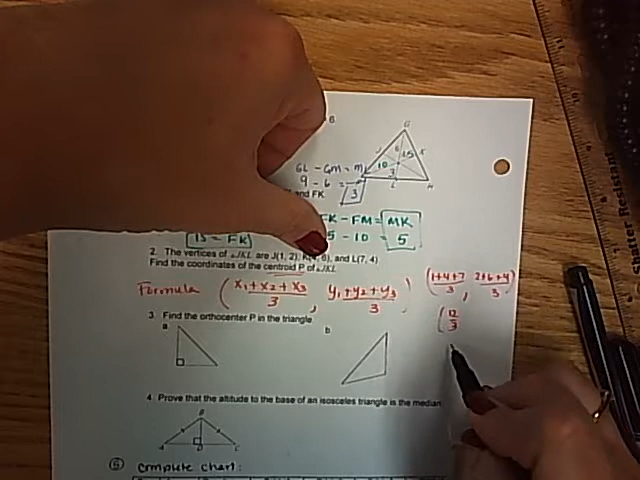 6
G
J
6
15
K
10
3
L
H
GL - GM = M
9 - 6 =
3
and FK
FK - FM = MK
15 = FK
5 - 10 = 5
2. The vertices of △JKL are J(1, 2), K(4, 6), and L(7, 4)
Find the coordinates of the centroid P of △JKL
Formula (x₁+x₂+x₃/3, y₁+y₂+y₃/3)
(1+4+7/3, 2+6+4/3)
(12/3
3. Find the orthocenter P in the triangle
a
b
4. Prove that the altitude to the base of an isosceles triangle is the median
B
A
D
C
⑤ Complete chart: